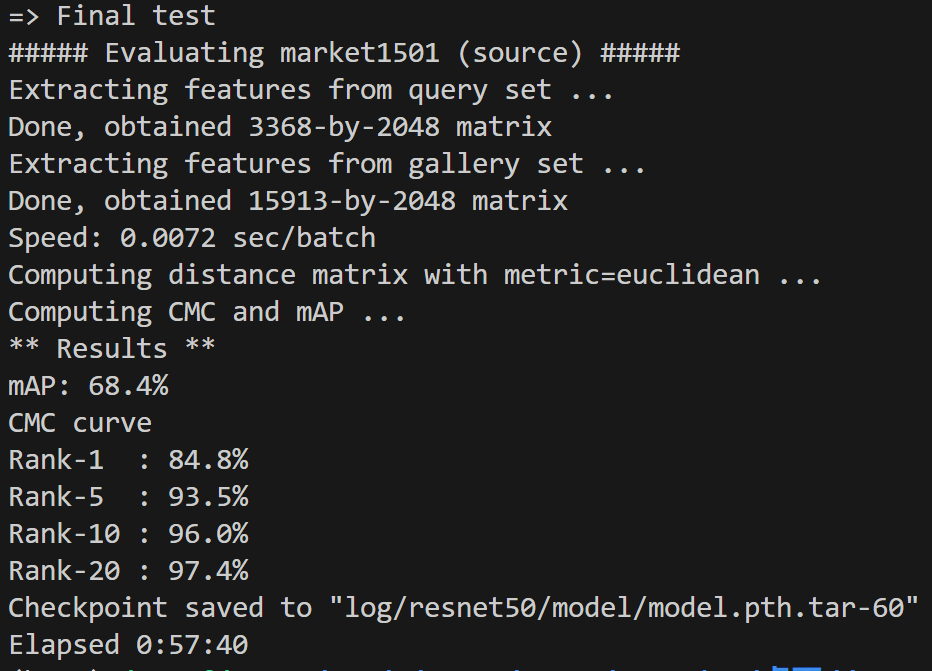 => Final test
##### Evaluating market1501 (source) #####
Extracting features from query set ...
Done, obtained 3368-by-2048 matrix
Extracting features from gallery set ...
Done, obtained 15913-by-2048 matrix
Speed: 0.0072 sec/batch
Computing distance matrix with metric=euclidean ...
Computing CMC and mAP ...
** Results **
mAP: 68.4%
CMC curve
Rank-1  : 84.8%
Rank-5  : 93.5%
Rank-10 : 96.0%
Rank-20 : 97.4%
Checkpoint saved to "log/resnet50/model/model.pth.tar-60"
Elapsed 0:57:40